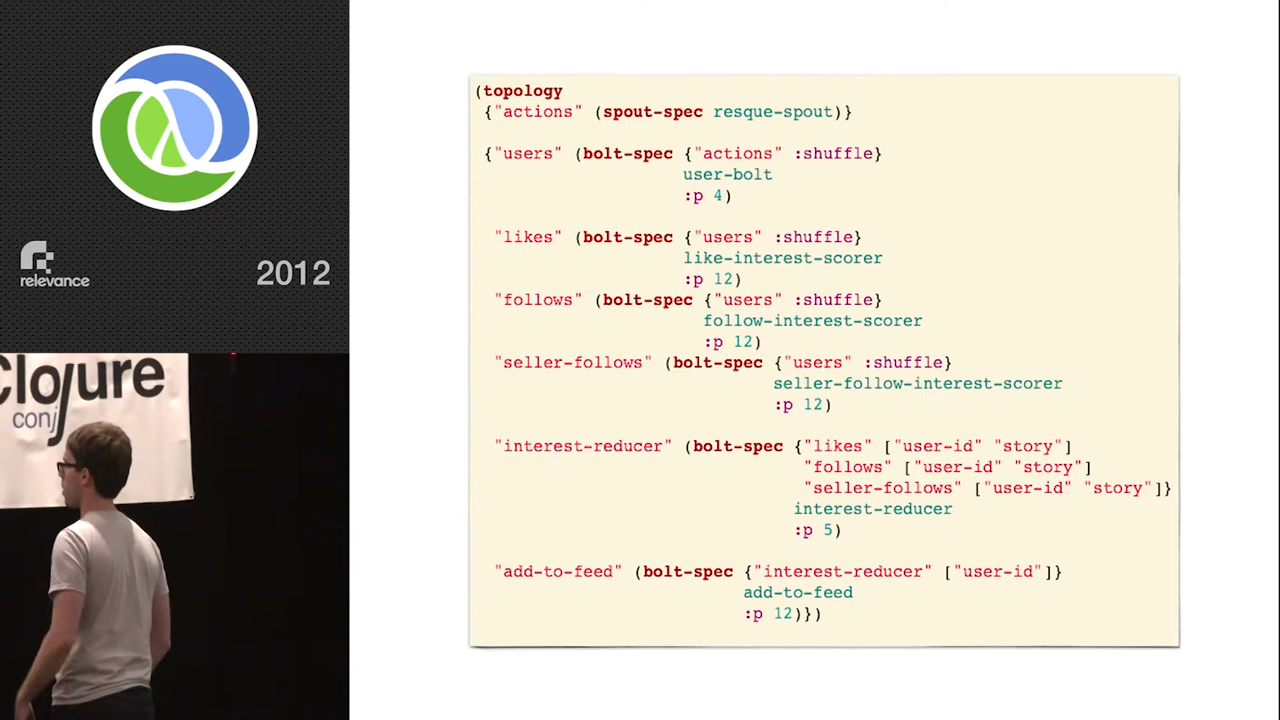 relevance
2012
Clojure
conj
(topology
{"actions" (spout-spec resque-spout)}
{"users" (bolt-spec {"actions" :shuffle}
user-bolt
:p 4)
"likes" (bolt-spec {"users" :shuffle}
like-interest-scorer
:p 12)
"follows" (bolt-spec {"users" :shuffle}
follow-interest-scorer
:p 12)
"seller-follows" (bolt-spec {"users" :shuffle}
seller-follow-interest-scorer
:p 12)
"interest-reducer" (bolt-spec {"likes" ["user-id" "story"]
"follows" ["user-id" "story"]
"seller-follows" ["user-id" "story"]}
interest-reducer
:p 5)
"add-to-feed" (bolt-spec {"interest-reducer" ["user-id"]}
add-to-feed
:p 12)})